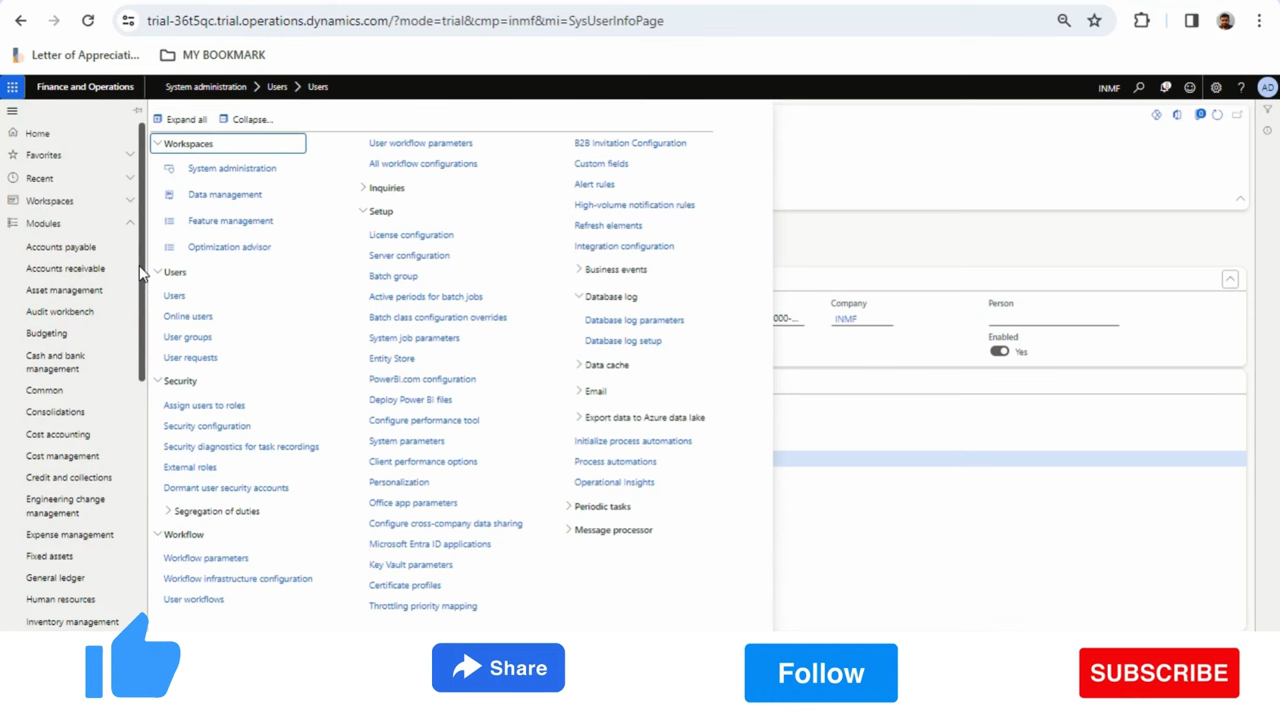 trial-36t5qc.trial.operations.dynamics.com/?mode=trial&cmp=inmf&mi=SysUserInfoPage
Letter of Appreciati...
MY BOOKMARK
Finance and Operations
System administration
Users
Users
INMF
?
AD
Home
Favorites
Recent
Workspaces
Modules
Accounts payable
Accounts receivable
Asset management
Audit workbench
Budgeting
Cash and bank
management
Common
Consolidations
Cost accounting
Cost management
Credit and collections
Engineering change
management
Expense management
Fixed assets
General ledger
Human resources
Inventory management
Expand all
Collapse...
Workspaces
System administration
Data management
Feature management
Optimization advisor
Users
Users
Online users
User groups
User requests
Security
Assign users to roles
Security configuration
Security diagnostics for task recordings
External roles
Dormant user security accounts
Segregation of duties
Workflow
Workflow parameters
Workflow infrastructure configuration
User workflows
User workflow parameters
All workflow configurations
Inquiries
Setup
License configuration
Server configuration
Batch group
Active periods for batch jobs
Batch class configuration overrides
System job parameters
Entity Store
PowerBI.com configuration
Deploy Power BI files
Configure performance tool
System parameters
Client performance options
Personalization
Office app parameters
Configure cross-company data sharing
Microsoft Entra ID applications
Key Vault parameters
Certificate profiles
Throttling priority mapping
B2B Invitation Configuration
Custom fields
Alert rules
High-volume notification rules
Refresh elements
Integration configuration
Business events
Database log
Database log parameters
Database log setup
Data cache
Email
Export data to Azure data lake
Initialize process automations
Process automations
Operational Insights
Periodic tasks
Message processor
0
000-...
Company
INMF
Person
Enabled
Yes
Share
Follow
SUBSCRIBE